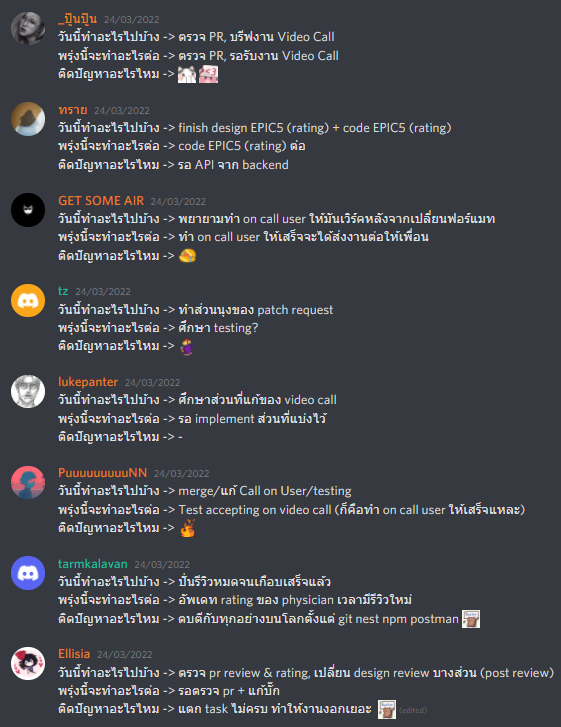 _ปู๊นปู๊น 24/03/2022
วันนี้ทำอะไรไปบ้าง -> ตรวจ PR, บรีฟงาน Video Call
พรุ่งนี้จะทำอะไรต่อ -> ตรวจ PR, รอรับงาน Video Call
ติดปัญหาอะไรไหม ->
ทราย 24/03/2022
วันนี้ทำอะไรไปบ้าง -> finish design EPIC5 (rating) + code EPIC5 (rating)
พรุ่งนี้จะทำอะไรต่อ -> code EPIC5 (rating) ต่อ
ติดปัญหาอะไรไหม -> รอ API จาก backend
GET SOME AIR 24/03/2022
วันนี้ทำอะไรไปบ้าง -> พยายามทำ on call user ให้มันเวิร์คหลังจากเปลี่ยนฟอร์แมท
พรุ่งนี้จะทำอะไรต่อ -> ทำ on call user ให้เสร็จจะได้ส่งงานต่อให้เพื่อน
ติดปัญหาอะไรไหม ->
tz 24/03/2022
วันนี้ทำอะไรไปบ้าง -> ทำส่วนนุงของ patch request
พรุ่งนี้จะทำอะไรต่อ -> ศึกษา testing?
ติดปัญหาอะไรไหม ->
lukepanter 24/03/2022
วันนี้ทำอะไรไปบ้าง -> ศึกษาส่วนที่แก้ของ video call
พรุ่งนี้จะทำอะไรต่อ -> รอ implement ส่วนที่แบ่งไว้
ติดปัญหาอะไรไหม -> -
PuuuuuuuuuNN 24/03/2022
วันนี้ทำอะไรไปบ้าง -> merge/แก้ Call on User/testing
พรุ่งนี้จะทำอะไรต่อ -> Test accepting on video call (ก็คือทำ on call user ให้เสร็จแหละ)
ติดปัญหาอะไรไหม ->
tarmkalavan 24/03/2022
วันนี้ทำอะไรไปบ้าง -> ปั่นรีวิวหมดจนเกือบเสร็จแล้ว
พรุ่งนี้จะทำอะไรต่อ -> อัพเดท rating ของ physician เวลามีรีวิวใหม่
ติดปัญหาอะไรไหม -> ตบตีกับทุกอย่างบนโลกตั้งแต่ git nest npm postman
Ellisia 24/03/2022
วันนี้ทำอะไรไปบ้าง -> ตรวจ pr review & rating, เปลี่ยน design review บางส่วน (post review)
พรุ่งนี้จะทำอะไรต่อ -> รอตรวจ pr + แก้บั๊ก
ติดปัญหาอะไรไหม -> แตก task ไม่ครบ ทำให้งานงอกเยอะ (edited)